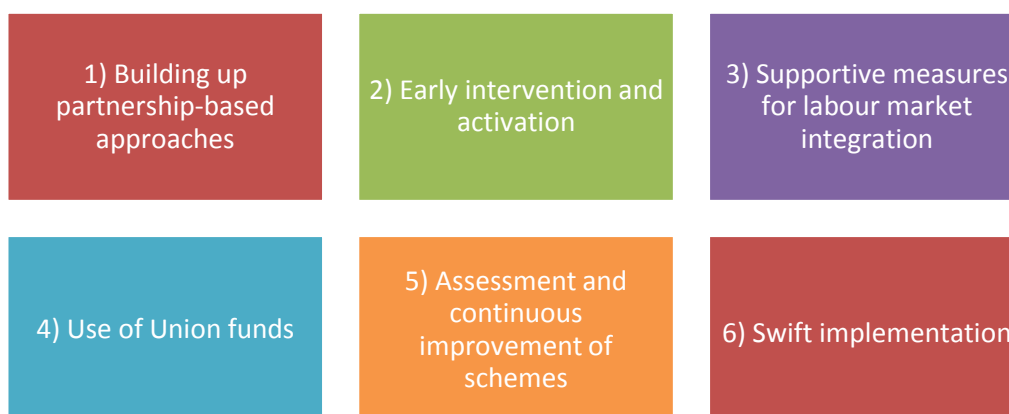 1) Building up
partnership-based
approaches
2) Early intervention and
activation
3) Supportive measures
for labour market
integration
4) Use of Union funds
5) Assessment and
continuous
improvement of
schemes
6) Swift implementation